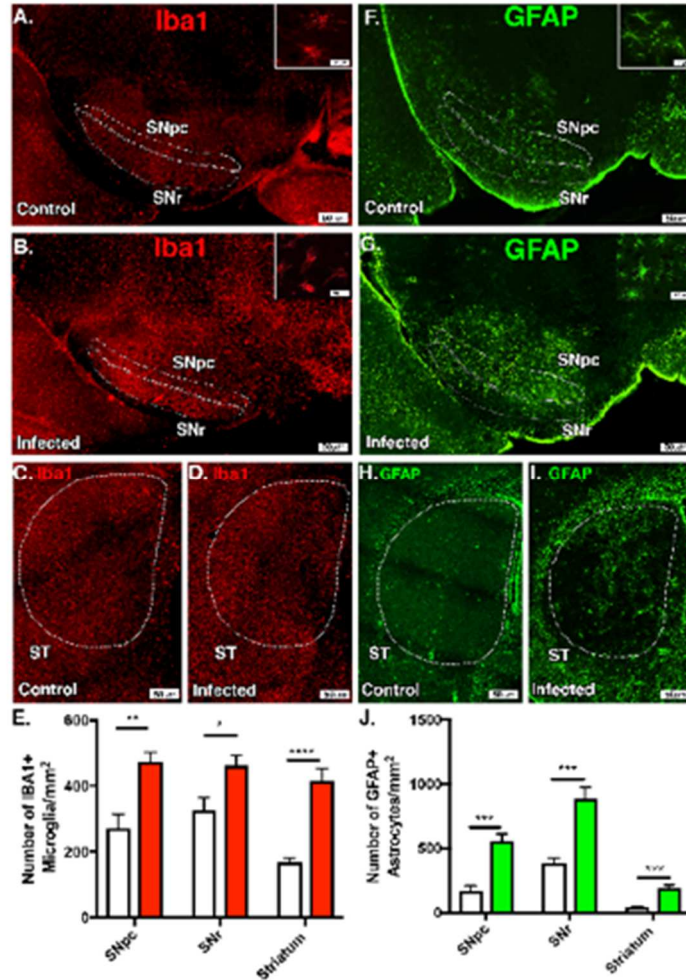 A.
Iba1
SNpc
SNr
Control
F.
GFAP
SNpc
SNr
Control
B.
Iba1
SNpc
SNr
Infected
G.
GFAP
SNpc
SNr
Infected
C. Iba1
ST
Control
D. Iba1
ST
Infected
H. GFAP
ST
Control
I. GFAP
ST
Infected
E.
Number of IBA1+
Microglia/mm²
600
400
200
0
**
*
****
SNpc
SNr
Striatum
J.
Number of GFAP+
Astrocytes/mm²
1500
1000
500
0
***
***
***
SNpc
SNr
Striatum